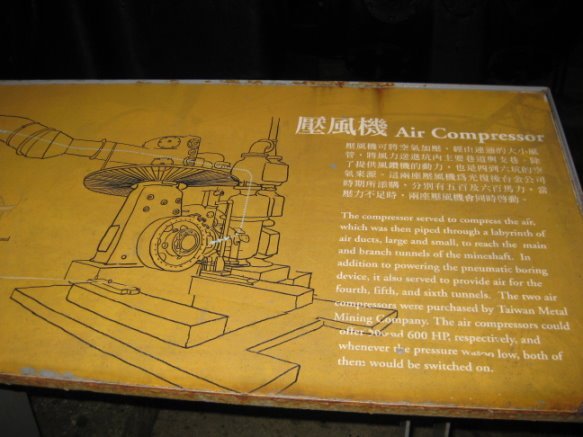 壓風機 Air Compressor
壓風機可將空氣加壓，經由連通的大小風
管，將風力送進坑內主要巷道與支巷。除
了提供風鑽機的動力，也是四到六坑的空
氣來源。這兩座壓風機為光復後台金公司
時期所添購，分別有五百及六百馬力，當
壓力不足時，兩座壓風機會同時啓動。
The compressor served to compress the air,
which was then piped through a labyrinth of
air ducts, large and small, to reach the main
and branch tunnels of the mineshaft. In
addition to powering the pneumatic boring
device, it also served to provide air for the
fourth, fifth, and sixth tunnels. The two air
compressors were purchased by Taiwan Metal
Mining Company. The air compressors could
offer 500 and 600 HP, respectively, and
whenever the pressure was low, both of
them would be switched on.